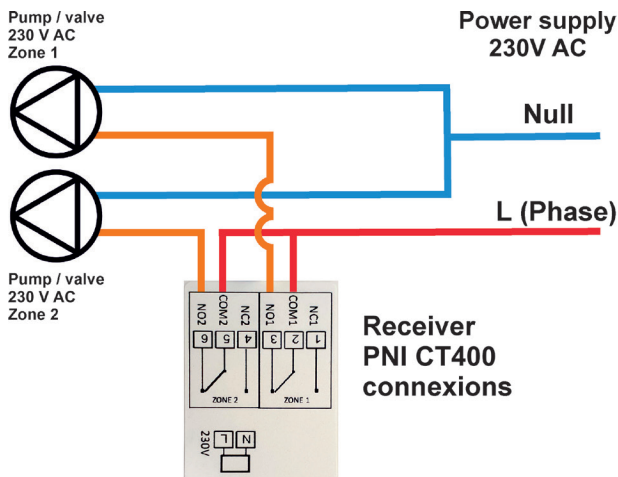 Pump / valve
230 V AC
Zone 1
Power supply
230V AC
Null
L (Phase)
Pump / valve
230 V AC
Zone 2
Receiver
PNI CT400
connexions
NO2
COM2
NC2
NO1
COM1
NC1
6
5
4
3
2
1
ZONE 2
ZONE 1
230V
L
N